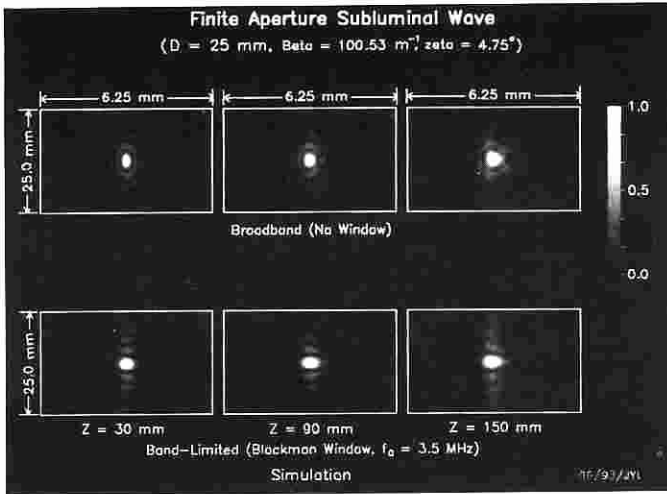 Finite Aperture Subluminal Wave
(D = 25 mm, Beta = 100.53 m⁻¹, zeta = 4.75°)
6.25 mm 6.25 mm 6.25 mm
25.0 mm
1.0
0.5
0.0
Broadband (No Window)
25.0 mm
Z = 30 mm Z = 90 mm Z = 150 mm
Band-Limited (Blackman Window, f₀ = 3.5 MHz)
Simulation